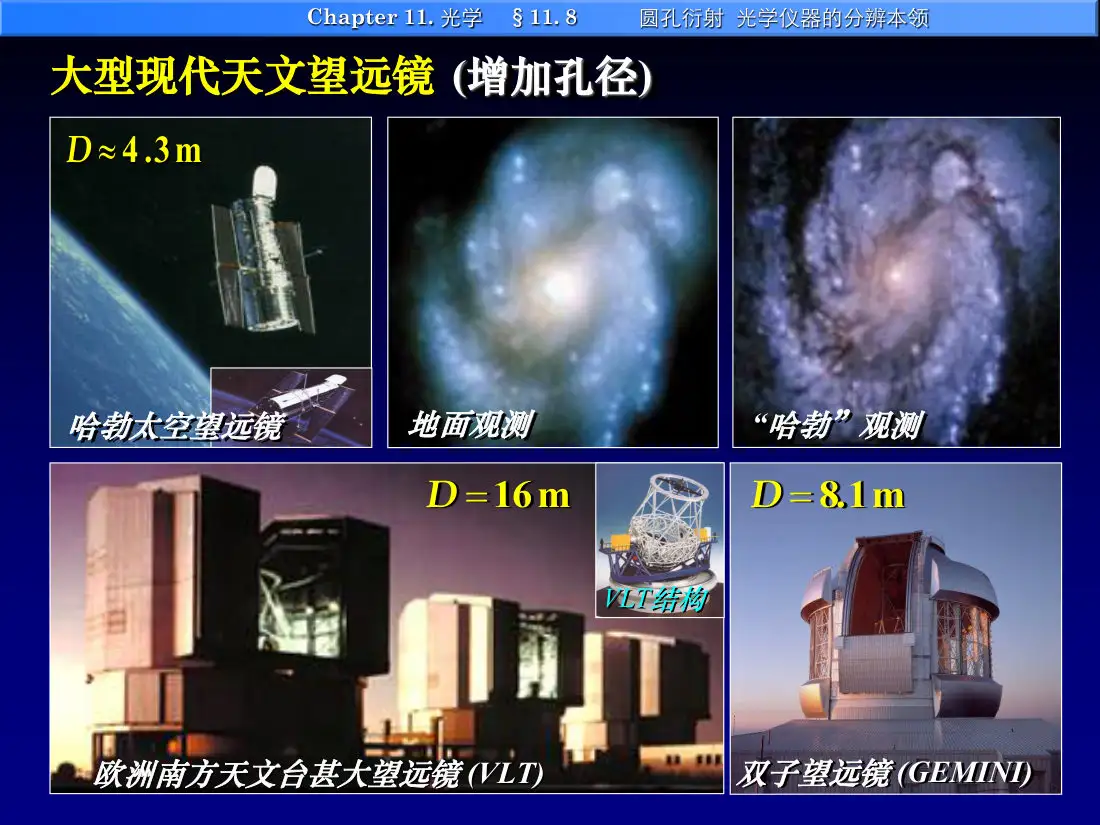 Chapter 11. 光学 §11. 8 圆孔衍射 光学仪器的分辨本领
大型现代天文望远镜 (增加孔径)
D≈4.3m
哈勃太空望远镜
地面观测
“哈勃”观测
D=16m
VLT结构
欧洲南方天文台甚大望远镜 (VLT)
D=8.1m
双子望远镜 (GEMINI)